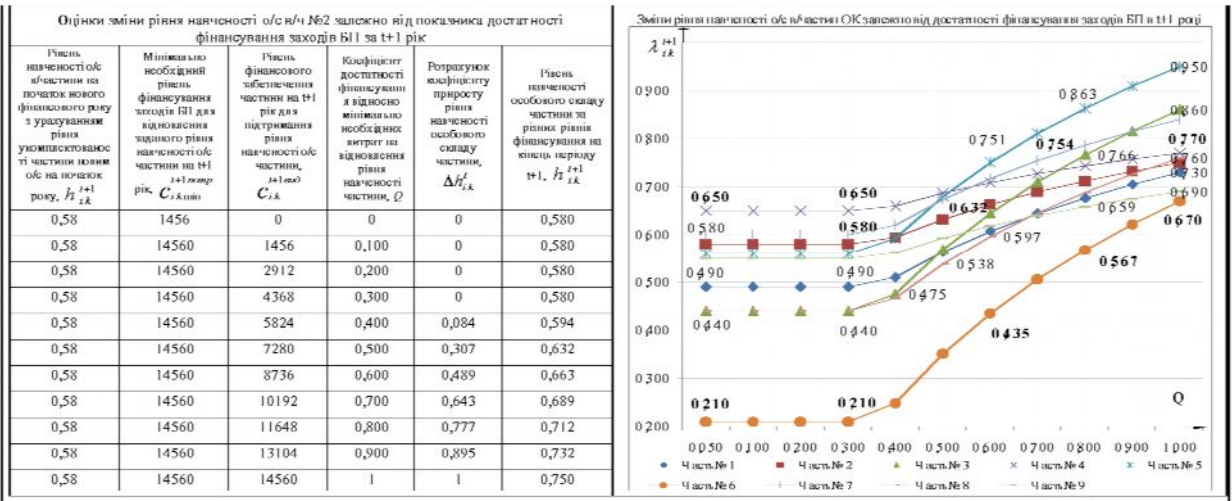 Оцінки зміни рівня навченості о/с в/ч №2 залежно від показника достатності
фінансування заходів БП за t+1 рік
Рівень
навченості о/с
в/частини на
початок нового
фінансового року
з урахуванням
рівня
укомплектованос
ті частини новим
о/с на початок
року, h i k t+1
Мінімально
необхідний
рівень
фінансування
заходів БП для
відновлення
заданого рівня
навченості о/с
частини на t+1
рік, C i k min t+1 потр
Рівень
фінансового
забезпечення
частини на t+1
рік для
підтримання
рівня
навченості о/с
частини,
C i k t+1
Коефіцієнт
достатності
фінансуванн
я відносно
мінімально
необхідних
витрат на
відновлення
рівня
навченості
частини, Q
Розрахунок
коефіцієнту
приросту
рівня
навченості
особового
складу
частини,
Δh i k t
Рівень
навченості
особового складу
частини за
різних рівнів
фінансування на
кінець періоду
t+1, h i k t+1
0,58 1456 0 0 0 0,580
0,58 14560 1456 0,100 0 0,580
0,58 14560 2912 0,200 0 0,580
0,58 14560 4368 0,300 0 0,580
0,58 14560 5824 0,400 0,084 0,594
0,58 14560 7280 0,500 0,307 0,632
0,58 14560 8736 0,600 0,489 0,663
0,58 14560 10192 0,700 0,643 0,689
0,58 14560 11648 0,800 0,777 0,712
0,58 14560 13104 0,900 0,895 0,732
0,58 14560 14560 1 1 0,750
Зміни рівня навченості о/с в/частин ОК залежно від достатності фінансування заходів БП в t+1 році
λ i k t+1
0,950
0,900
0,863
0,860
0,800
0,751
0,754
0,770
0,766
0,760
0,730
0,700
0,650 0,650
0,690
0,632
0,659
0,670
0,600
0,580 0,580
0,597
0,567
0,538
0,500
0,490 0,490
0,475
0,440 0,440
0,435
0,400
0,300
0,210 0,210
Q
0,200
0,050 0,100 0,200 0,300 0,400 0,500 0,600 0,700 0,800 0,900 1,000
Часть № 1 Часть № 2 Часть № 3 Часть № 4 Часть № 5
Часть № 6 Часть № 7 Часть № 8 Часть № 9